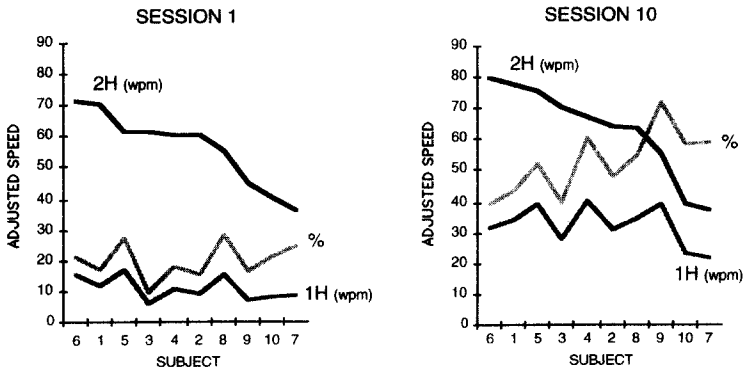 SESSION 1
90
80
70
60
50
40
30
20
10
0
ADJUSTED SPEED
2H (wpm)
%
1H (wpm)
6 1 5 3 4 2 8 9 10 7
SUBJECT
SESSION 10
90
80
70
60
50
40
30
20
10
0
ADJUSTED SPEED
2H (wpm)
%
1H (wpm)
6 1 5 3 4 2 8 9 10 7
SUBJECT